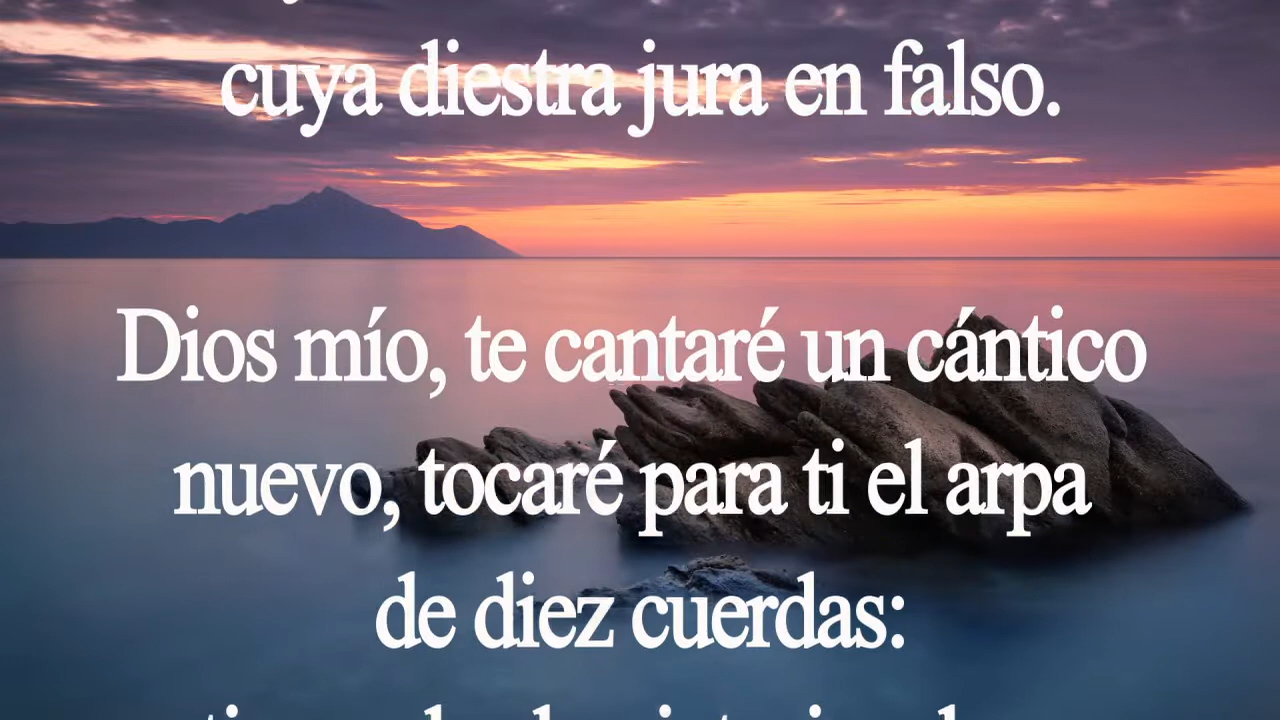 cuya diestra jura en falso.
Dios mío, te cantaré un cántico
nuevo, tocaré para ti el arpa
de diez cuerdas: